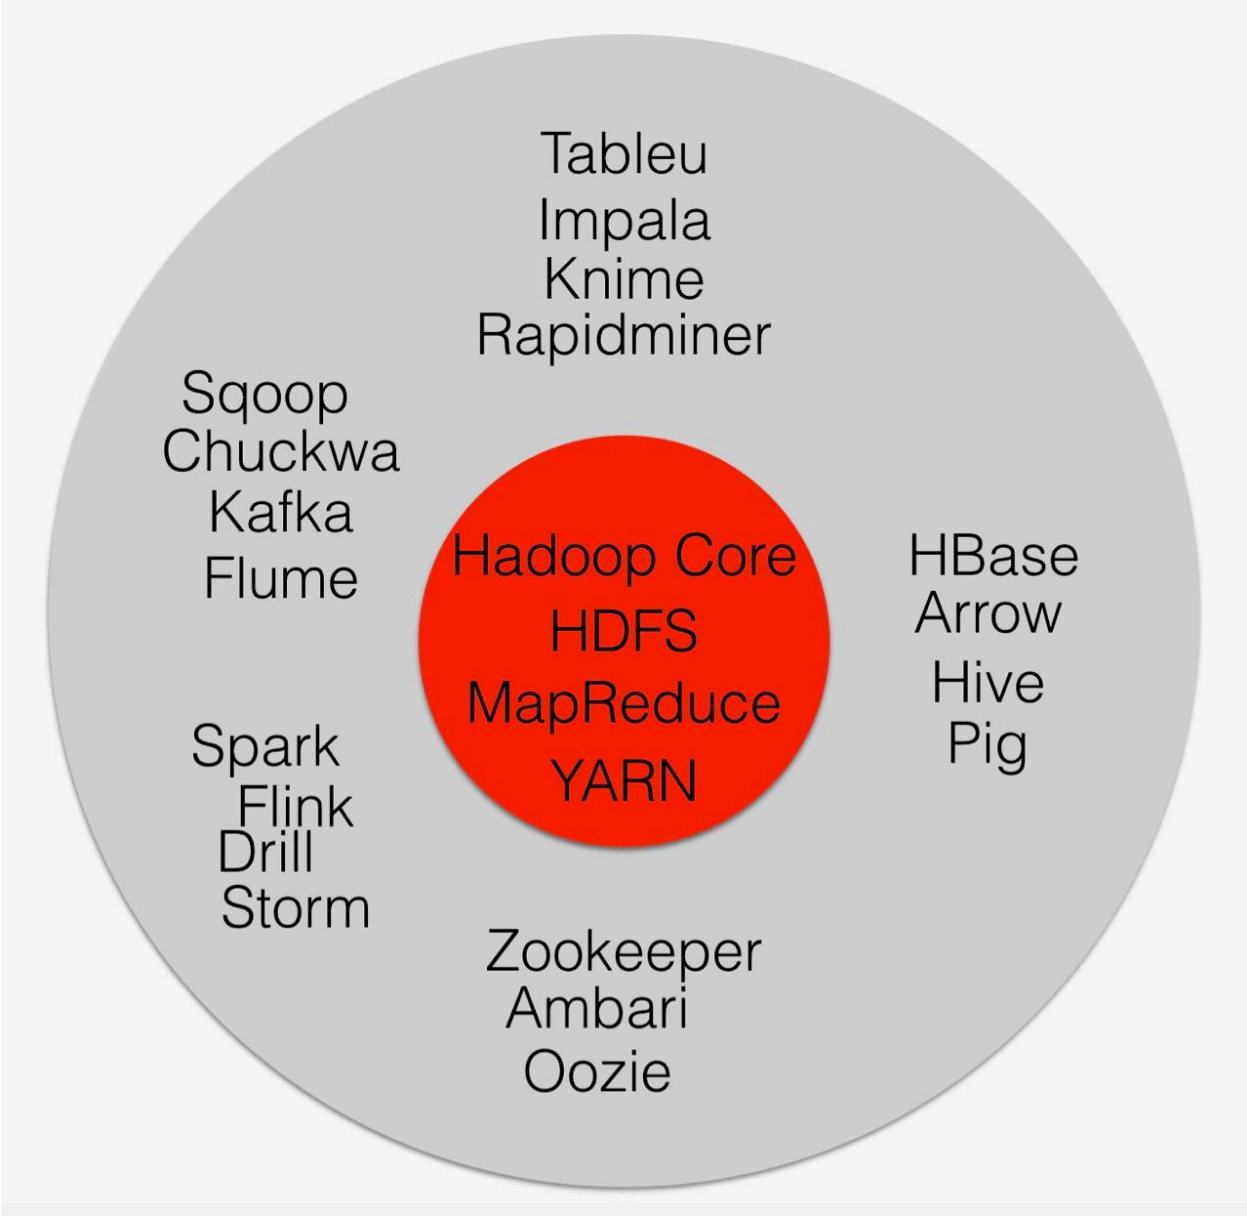 Tableu
Impala
Knime
Rapidminer
Sqoop
Chuckwa
Kafka
Flume
Hadoop Core
HDFS
MapReduce
YARN
HBase
Arrow
Hive
Pig
Spark
Flink
Drill
Storm
Zookeeper
Ambari
Oozie